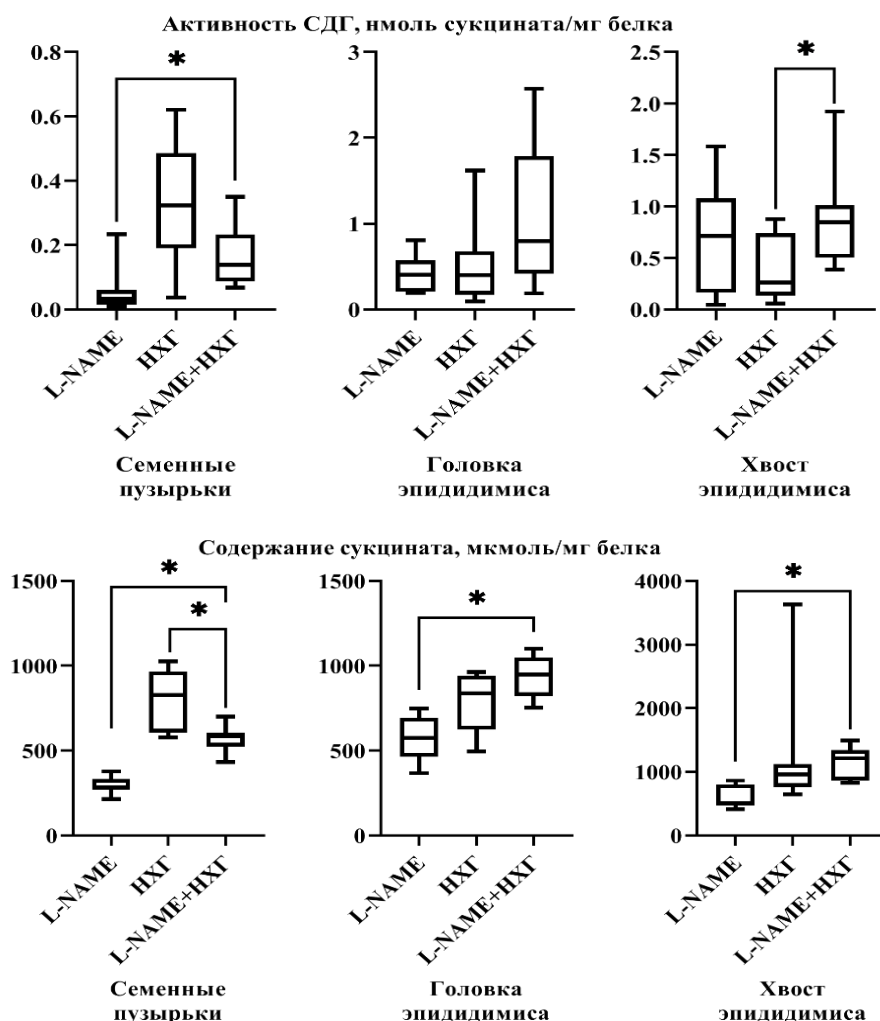 Активность СДГ, нмоль сукцината/мг белка
0.8
0.6
0.4
0.2
0.0
*
L-NAME
НХГ
L-NAME+НХГ
Семенные
пузырьки
3
2
1
0
L-NAME
НХГ
L-NAME+НХГ
Головка
эпидидимиса
2.5
2.0
1.5
1.0
0.5
0.0
*
L-NAME
НХГ
L-NAME+НХГ
Хвост
эпидидимиса
Содержание сукцината, мкмоль/мг белка
1500
1000
500
0
*
*
L-NAME
НХГ
L-NAME+НХГ
Семенные
пузырьки
1500
1000
500
0
*
L-NAME
НХГ
L-NAME+НХГ
Головка
эпидидимиса
4000
3000
2000
1000
0
*
L-NAME
НХГ
L-NAME+НХГ
Хвост
эпидидимиса